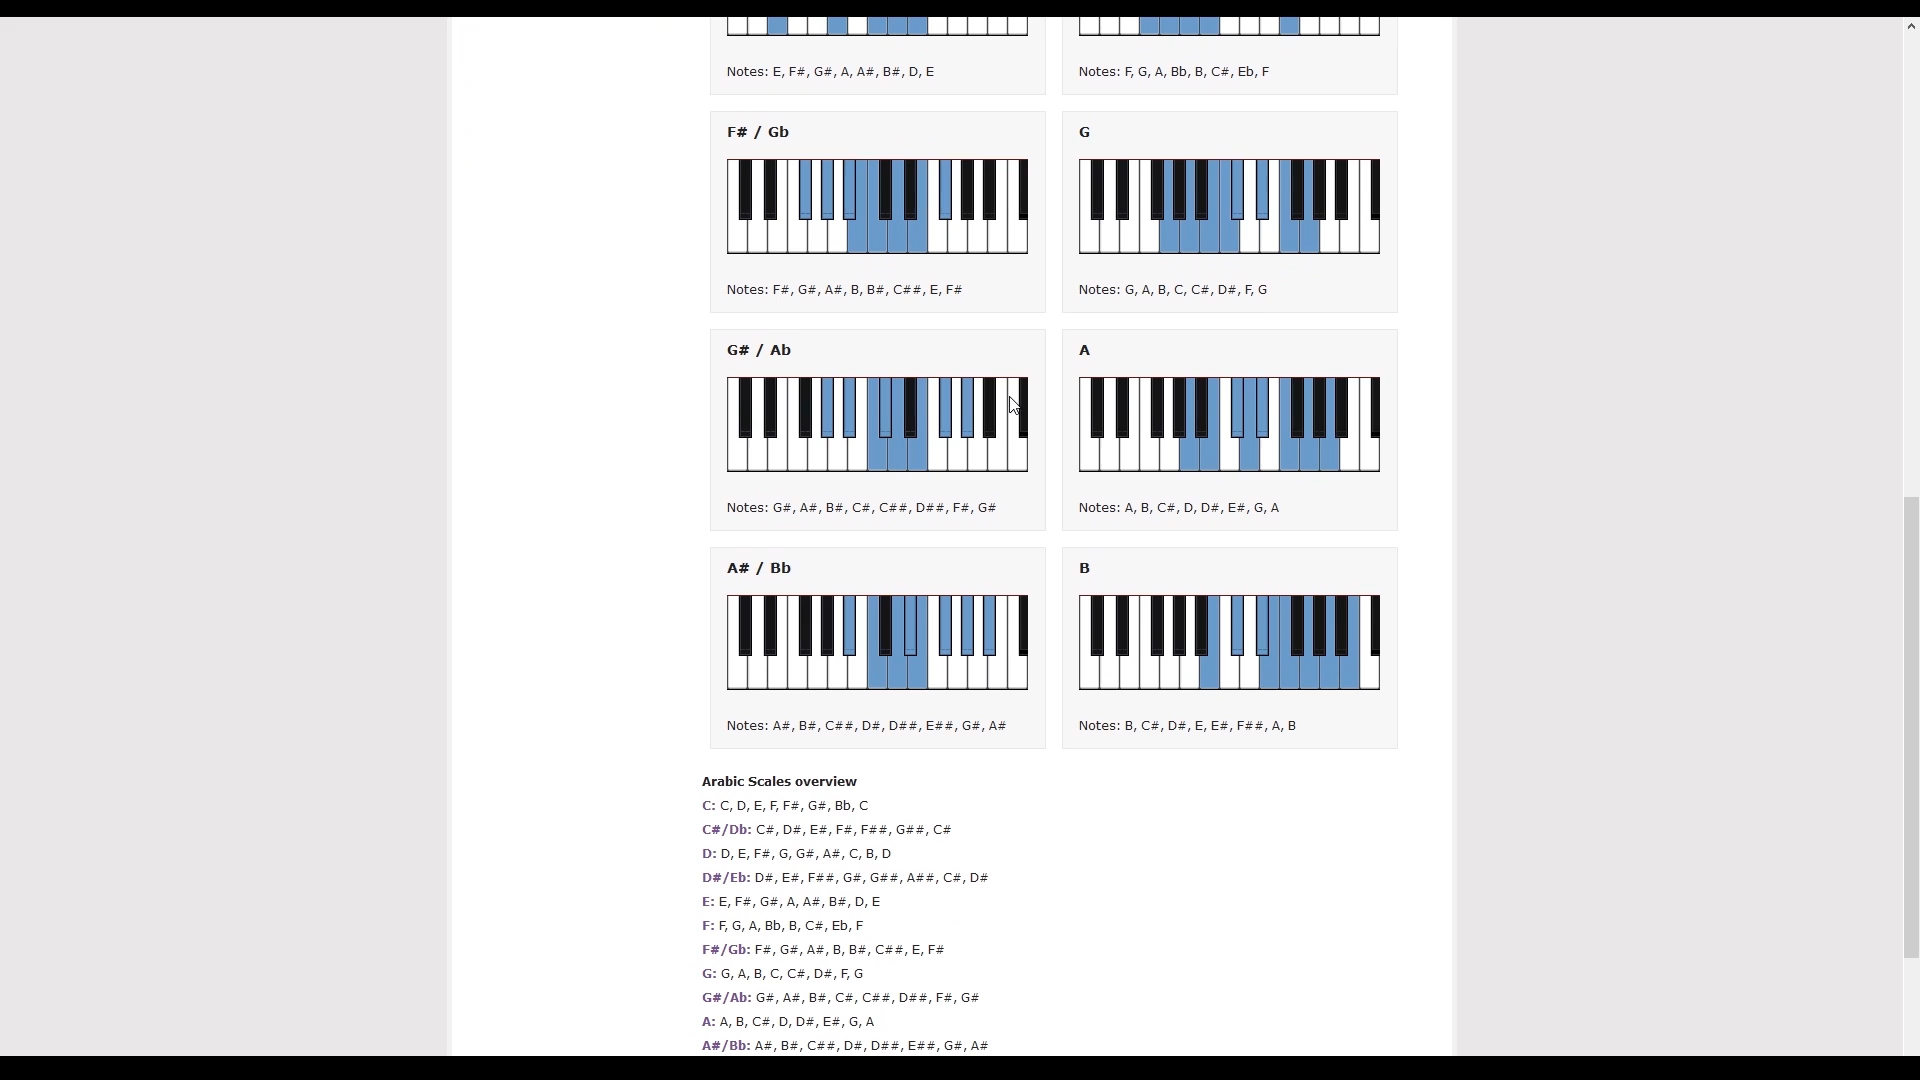 Notes: E, F#, G#, A, A#, B#, D, E
Notes: F, G, A, Bb, B, C#, Eb, F
F# / Gb
G
Notes: F#, G#, A#, B, B#, C##, E, F#
Notes: G, A, B, C, C#, D#, F, G
G# / Ab
A
Notes: G#, A#, B#, C#, C##, D##, F#, G#
Notes: A, B, C#, D, D#, E#, G, A
A# / Bb
B
Notes: A#, B#, C##, D#, D##, E##, G#, A#
Notes: B, C#, D#, E, E#, F##, A, B
Arabic Scales overview
C: C, D, E, F, F#, G#, Bb, C
C#/Db: C#, D#, E#, F#, F##, G##, C#
D: D, E, F#, G, G#, A#, C, B, D
D#/Eb: D#, E#, F##, G#, G##, A##, C#, D#
E: E, F#, G#, A, A#, B#, D, E
F: F, G, A, Bb, B, C#, Eb, F
F#/Gb: F#, G#, A#, B, B#, C##, E, F#
G: G, A, B, C, C#, D#, F, G
G#/Ab: G#, A#, B#, C#, C##, D##, F#, G#
A: A, B, C#, D, D#, E#, G, A
A#/Bb: A#, B#, C##, D#, D##, E##, G#, A#